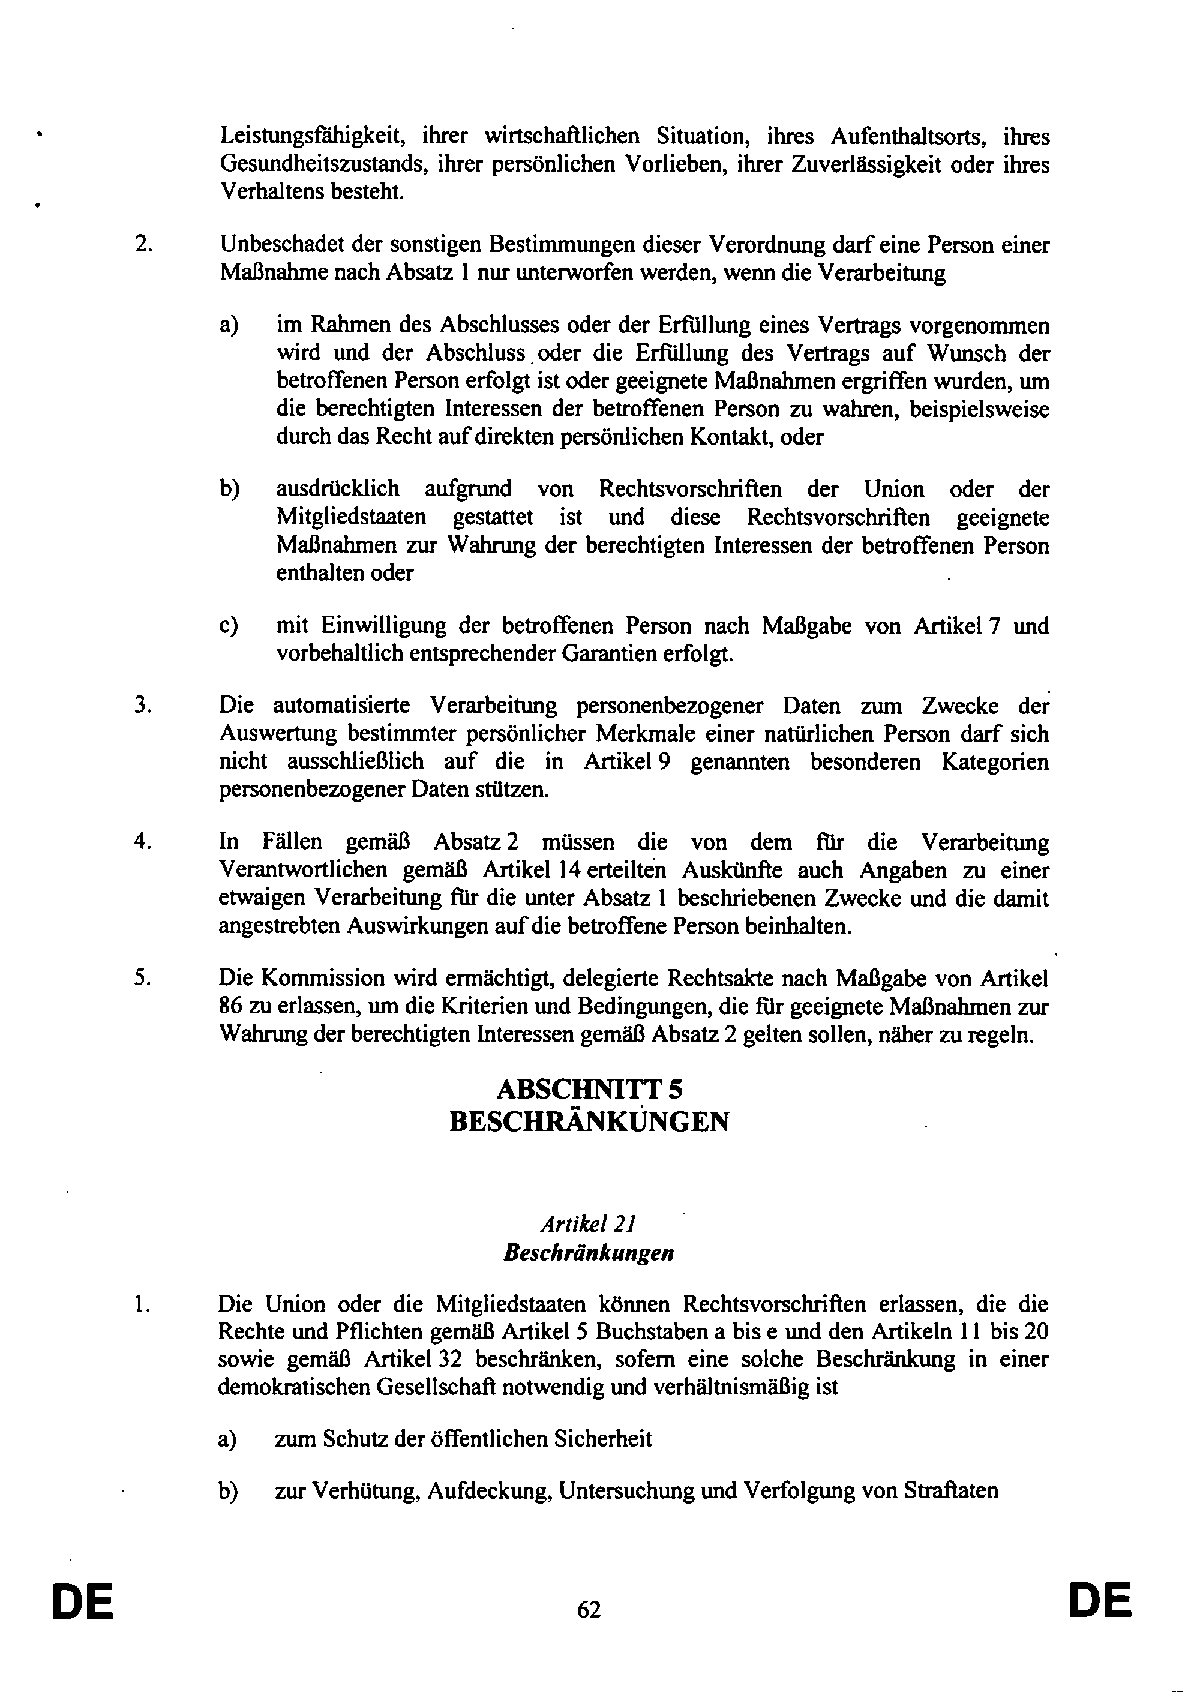 Leistungsfähigkeit, ihrer wirtschaftlichen Situation, ihres Aufenthaltsorts, ihres
Gesundheitszustands, ihrer persönlichen Vorlieben, ihrer Zuverlässigkeit oder ihres
Verhaltens besteht.
2. Unbeschadet der sonstigen Bestimmungen dieser Verordnung darf eine Person einer
Maßnahme nach Absatz 1 nur unterworfen werden, wenn die Verarbeitung
a) im Rahmen des Abschlusses oder der Erfüllung eines Vertrags vorgenommen
wird und der Abschluss oder die Erfüllung des Vertrags auf Wunsch der
betroffenen Person erfolgt ist oder geeignete Maßnahmen ergriffen wurden, um
die berechtigten Interessen der betroffenen Person zu wahren, beispielsweise
durch das Recht auf direkten persönlichen Kontakt, oder
b) ausdrücklich aufgrund von Rechtsvorschriften der Union oder der
Mitgliedstaaten gestattet ist und diese Rechtsvorschriften geeignete
Maßnahmen zur Wahrung der berechtigten Interessen der betroffenen Person
enthalten oder
c) mit Einwilligung der betroffenen Person nach Maßgabe von Artikel 7 und
vorbehaltlich entsprechender Garantien erfolgt.
3. Die automatisierte Verarbeitung personenbezogener Daten zum Zwecke der
Auswertung bestimmter persönlicher Merkmale einer natürlichen Person darf sich
nicht ausschließlich auf die in Artikel 9 genannten besonderen Kategorien
personenbezogener Daten stützen.
4. In Fällen gemäß Absatz 2 müssen die von dem für die Verarbeitung
Verantwortlichen gemäß Artikel 14 erteilten Auskünfte auch Angaben zu einer
etwaigen Verarbeitung für die unter Absatz 1 beschriebenen Zwecke und die damit
angestrebten Auswirkungen auf die betroffene Person beinhalten.
5. Die Kommission wird ermächtigt, delegierte Rechtsakte nach Maßgabe von Artikel
86 zu erlassen, um die Kriterien und Bedingungen, die für geeignete Maßnahmen zur
Wahrung der berechtigten Interessen gemäß Absatz 2 gelten sollen, näher zu regeln.
ABSCHNITT 5
BESCHRÄNKUNGEN
Artikel 21
Beschränkungen
1. Die Union oder die Mitgliedstaaten können Rechtsvorschriften erlassen, die die
Rechte und Pflichten gemäß Artikel 5 Buchstaben a bis e und den Artikeln 11 bis 20
sowie gemäß Artikel 32 beschränken, sofern eine solche Beschränkung in einer
demokratischen Gesellschaft notwendig und verhältnismäßig ist
a) zum Schutz der öffentlichen Sicherheit
b) zur Verhütung, Aufdeckung, Untersuchung und Verfolgung von Straftaten
DE 62 DE